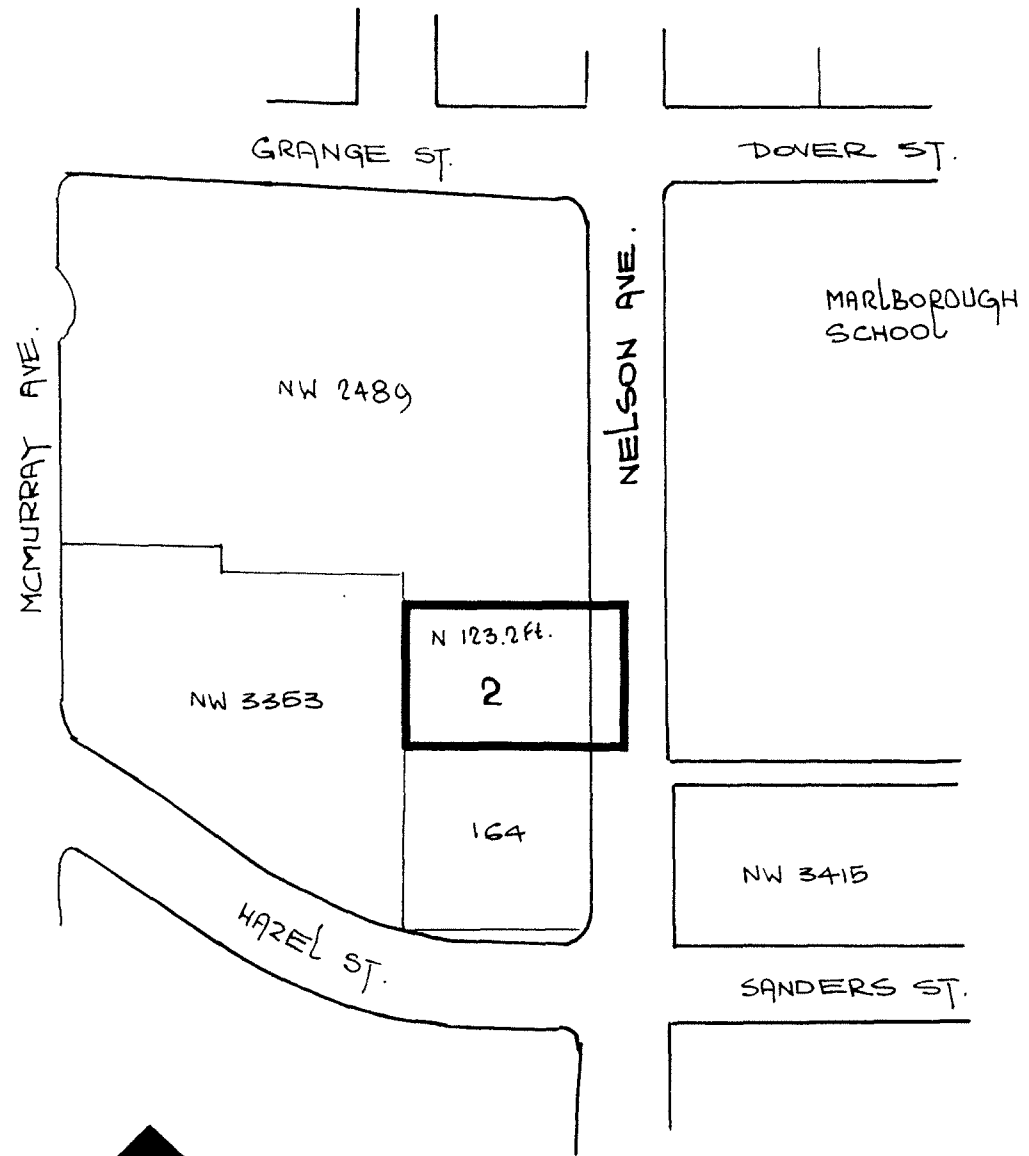 GRANGE ST.
DOVER ST.
MARLBOROUGH
SCHOOL
NELSON AVE.
MCMURRAY AVE.
NW 2489
N 123.2 Ft.
2
NW 3353
164
NW 3415
HAZEL ST.
SANDERS ST.